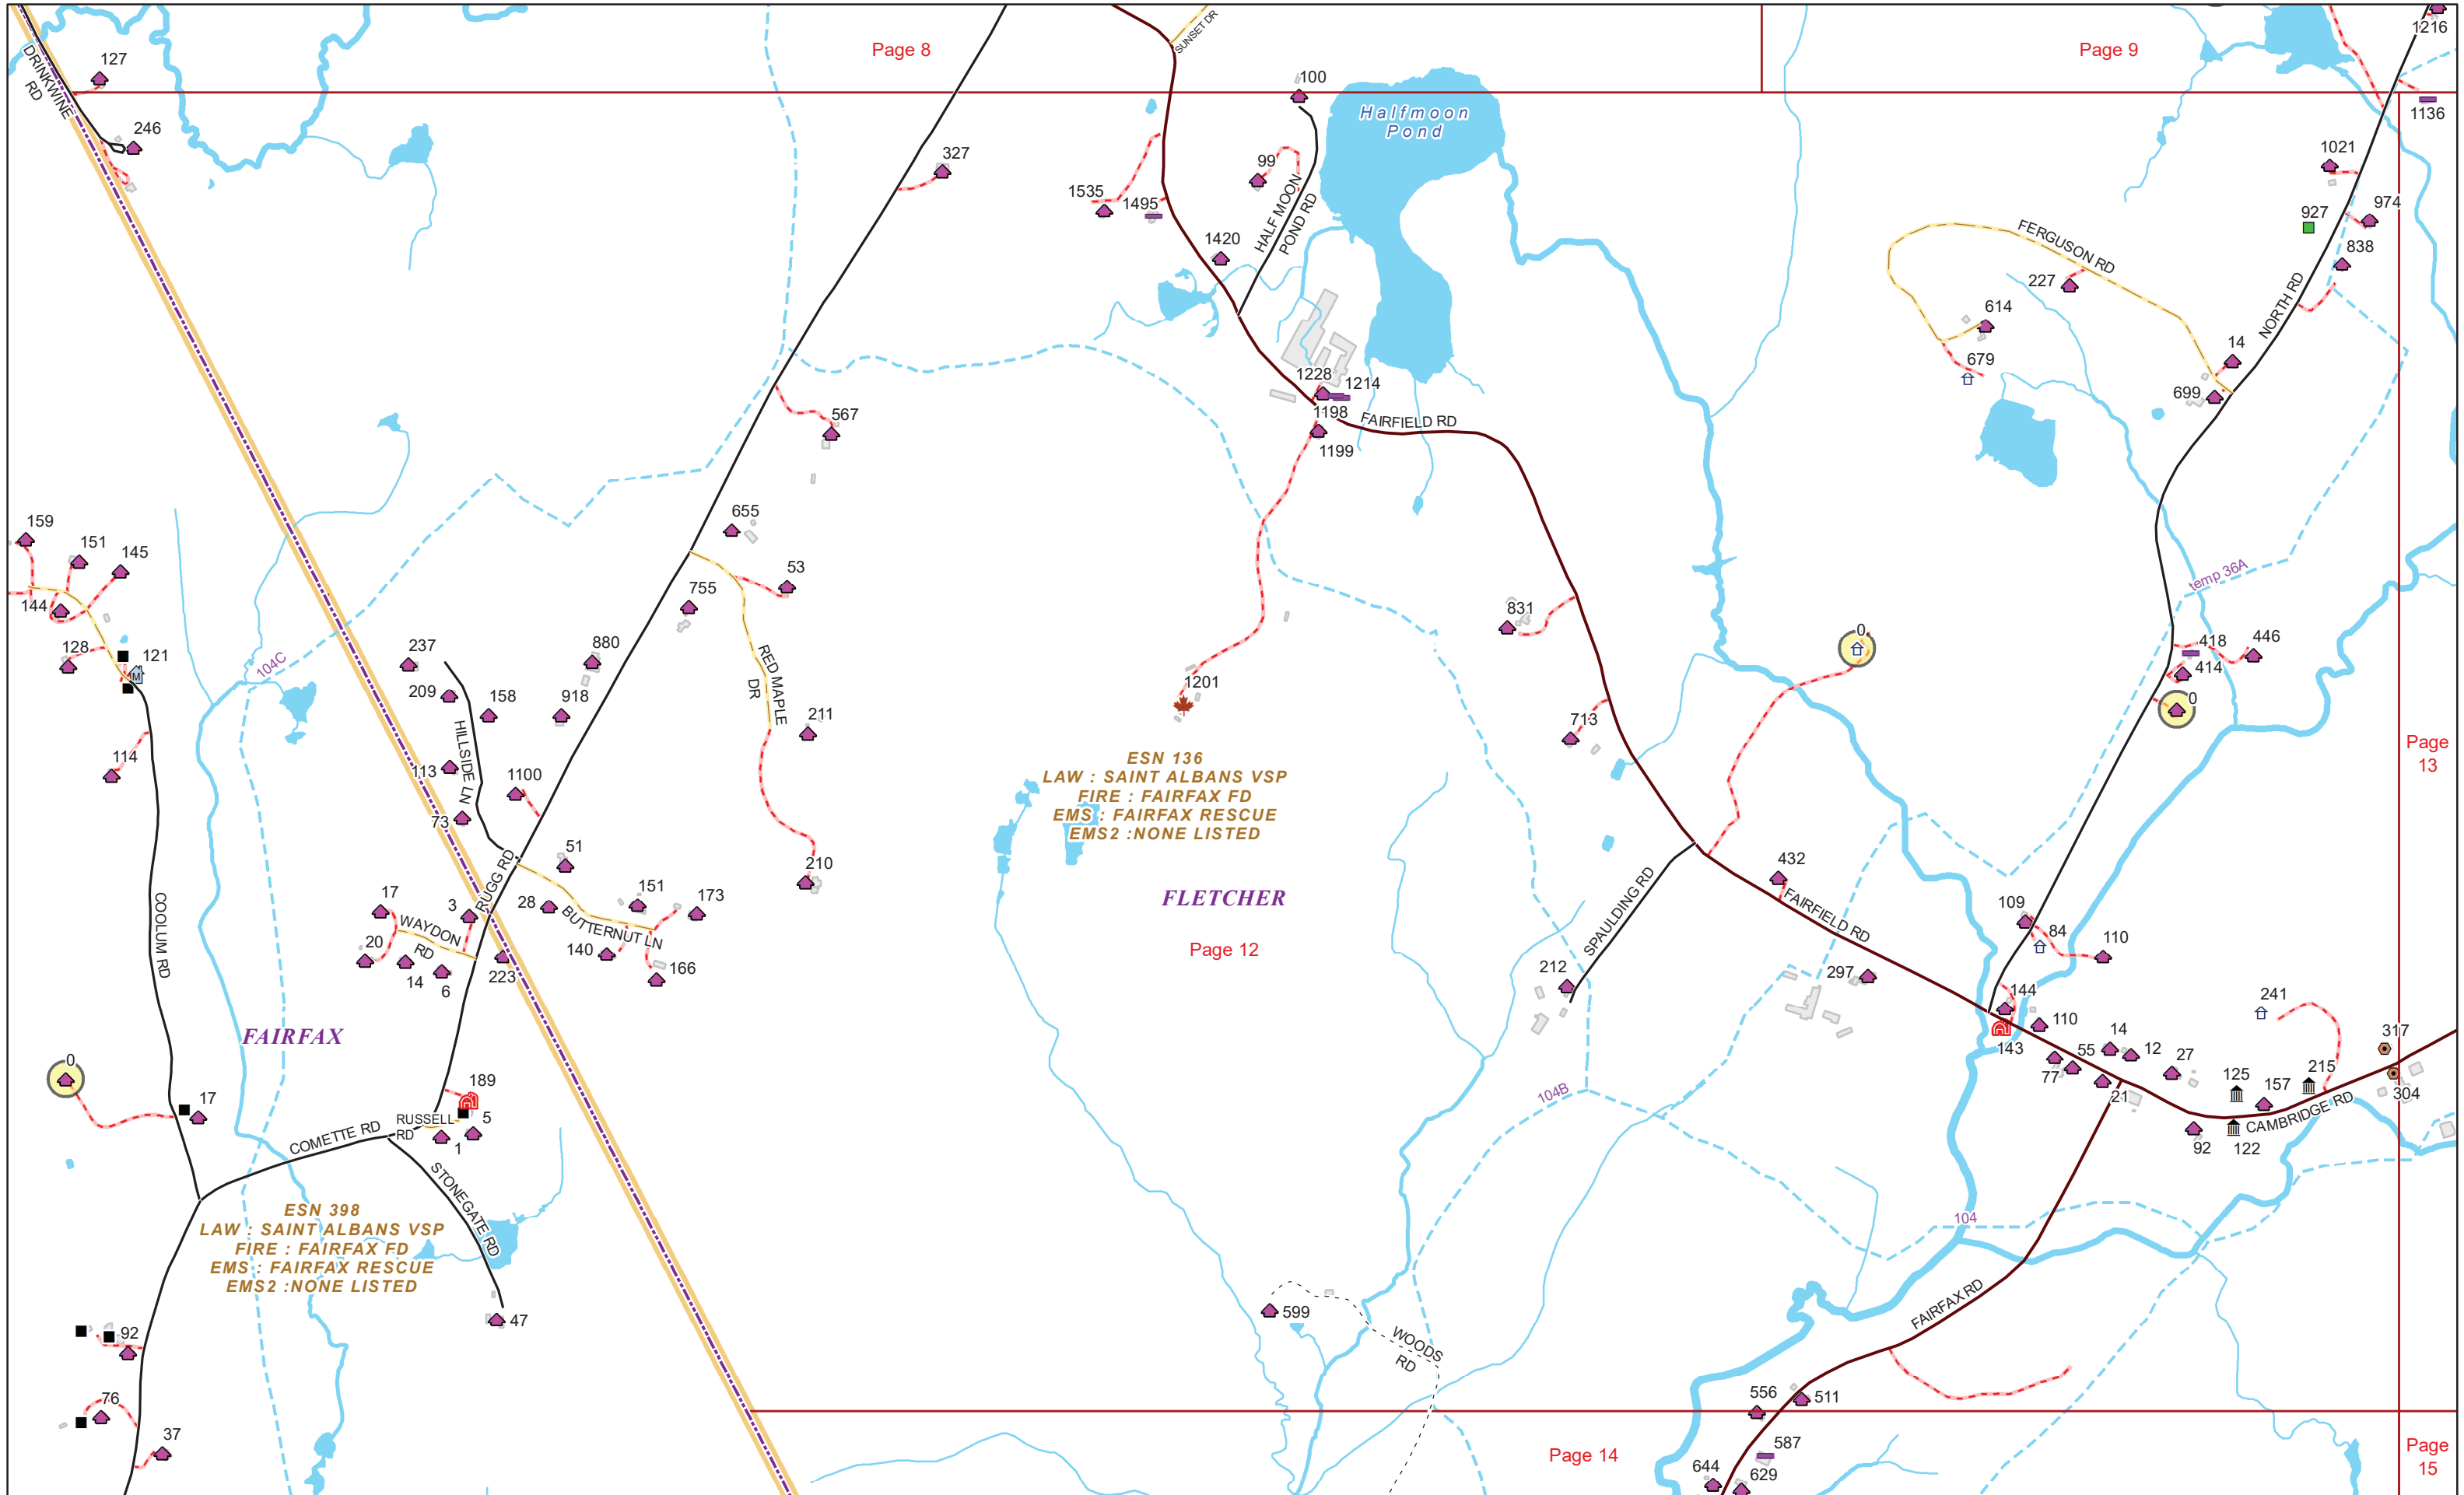 Page 8
Page 9
SUNSET DR
1216
127
DRINKWINE
RD
100
Halfmoon
Pond
1136
246
327
99
1535
1495
HALF MOON
POND RD
1420
1021
974
927
838
FERGUSON RD
227
NORTH RD
614
679
14
699
1228
1214
1198
FAIRFIELD RD
1199
567
655
53
755
RED MAPLE
DR
159
151
145
144
128
121
104C
237
209
158
880
918
211
HILLSIDE LN
113
73
1100
114
831
713
1201
0
temp 36A
418
446
414
0
Page
13
ESN 136
LAW : SAINT ALBANS VSP
FIRE : FAIRFAX FD
EMS : FAIRFAX RESCUE
EMS2 :NONE LISTED
FLETCHER
Page 12
210
51
RUGG RD
17
3
28
151
173
WAYDON
RD
BUTTERNUT LN
20
14
6
223
140
166
COOLUM RD
FAIRFAX
0
17
189
RUSSELL
RD
5
1
COMETTE RD
STONEGATE RD
432
FAIRFIELD RD
SPAULDING RD
212
297
109
84
110
144
143
110
241
317
77
55
14
12
27
125
157
215
304
21
92
122
CAMBRIDGE RD
104B
104
ESN 398
LAW : SAINT ALBANS VSP
FIRE : FAIRFAX FD
EMS : FAIRFAX RESCUE
EMS2 :NONE LISTED
47
92
76
37
599
WOODS
RD
FAIRFAX RD
556
511
587
644
629
Page 14
Page
15